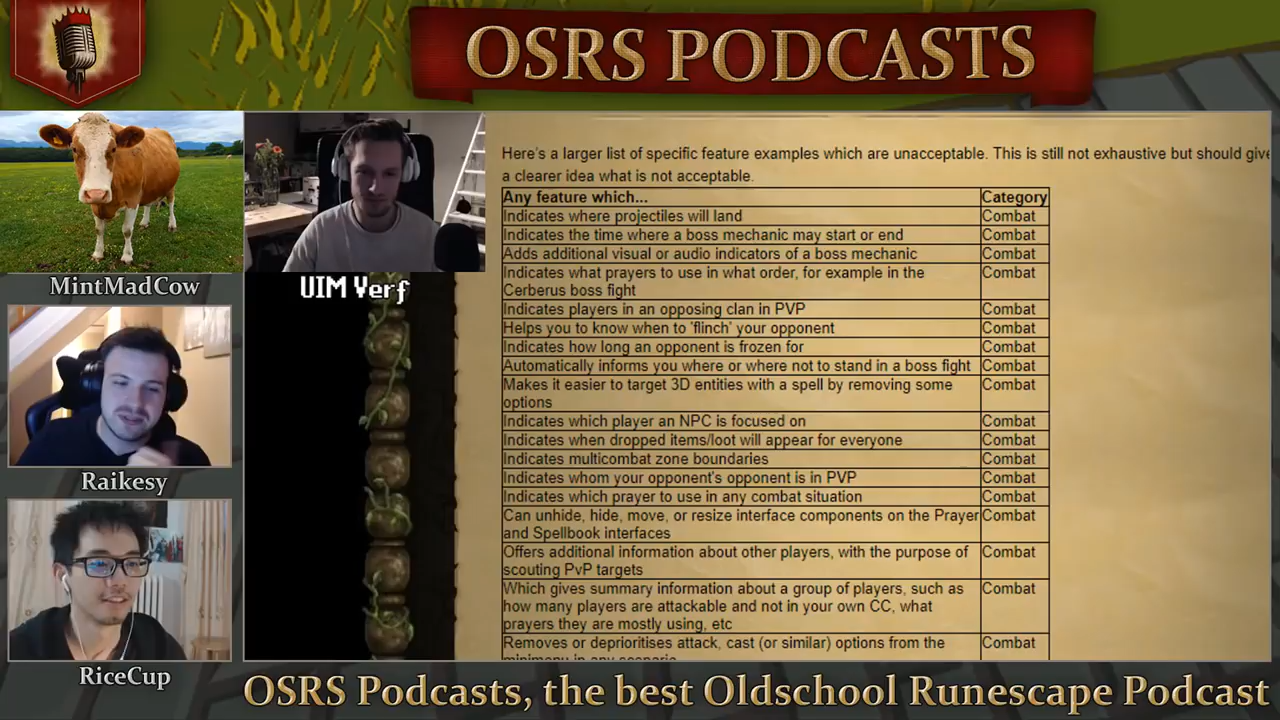 OSRS PODCASTS
MintMadCow
UIM Verf
Raikesy
RiceCup
Here's a larger list of specific feature examples which are unacceptable. This is still not exhaustive but should give
a clearer idea what is not acceptable.
Any feature which... Category
Indicates where projectiles will land Combat
Indicates the time where a boss mechanic may start or end Combat
Adds additional visual or audio indicators of a boss mechanic Combat
Indicates what prayers to use in what order, for example in the Combat
Cerberus boss fight
Indicates players in an opposing clan in PVP Combat
Helps you to know when to 'flinch' your opponent Combat
Indicates how long an opponent is frozen for Combat
Automatically informs you where or where not to stand in a boss fight Combat
Makes it easier to target 3D entities with a spell by removing some Combat
options
Indicates which player an NPC is focused on Combat
Indicates when dropped items/loot will appear for everyone Combat
Indicates multicombat zone boundaries Combat
Indicates whom your opponent's opponent is in PVP Combat
Indicates which prayer to use in any combat situation Combat
Can unhide, hide, move, or resize interface components on the Prayer Combat
and Spellbook interfaces
Offers additional information about other players, with the purpose of Combat
scouting PvP targets
Which gives summary information about a group of players, such as Combat
how many players are attackable and not in your own CC, what
prayers they are mostly using, etc
Removes or deprioritises attack, cast (or similar) options from the Combat
OSRS Podcasts, the best Oldschool Runescape Podcast